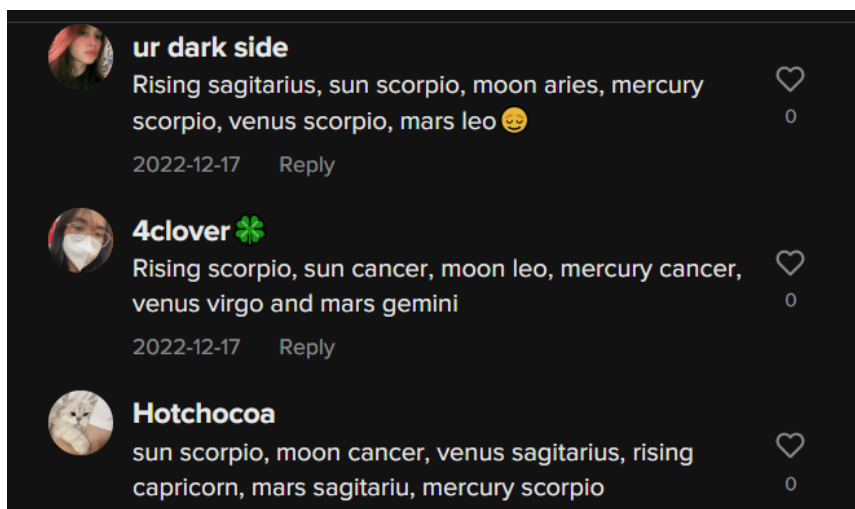 ur dark side
Rising sagitarius, sun scorpio, moon aries, mercury
scorpio, venus scorpio, mars leo😌
0
2022-12-17 Reply
4clover🍀
Rising scorpio, sun cancer, moon leo, mercury cancer,
venus virgo and mars gemini
0
2022-12-17 Reply
Hotchocoa
sun scorpio, moon cancer, venus sagitarius, rising
capricorn, mars sagitariu, mercury scorpio
0